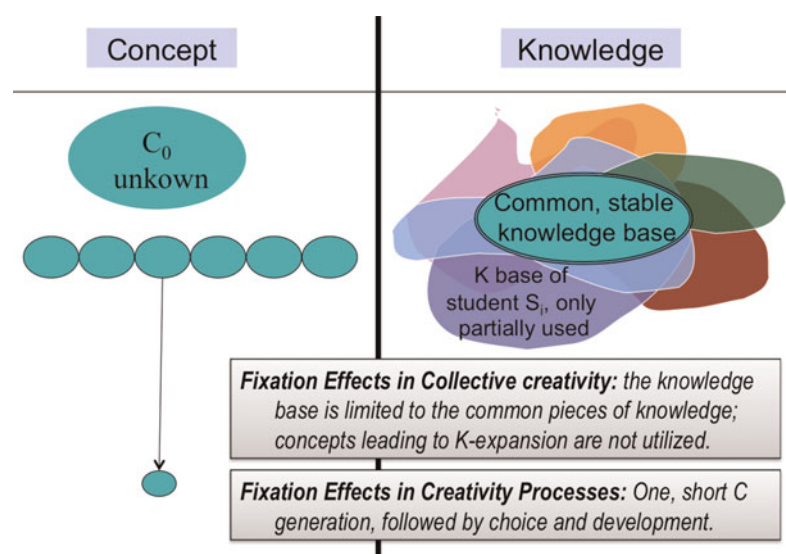 Concept
Knowledge
C₀
unkown
Common, stable
knowledge base
K base of
student Sᵢ, only
partially used
Fixation Effects in Collective creativity: the knowledge
base is limited to the common pieces of knowledge;
concepts leading to K-expansion are not utilized.
Fixation Effects in Creativity Processes: One, short C
generation, followed by choice and development.